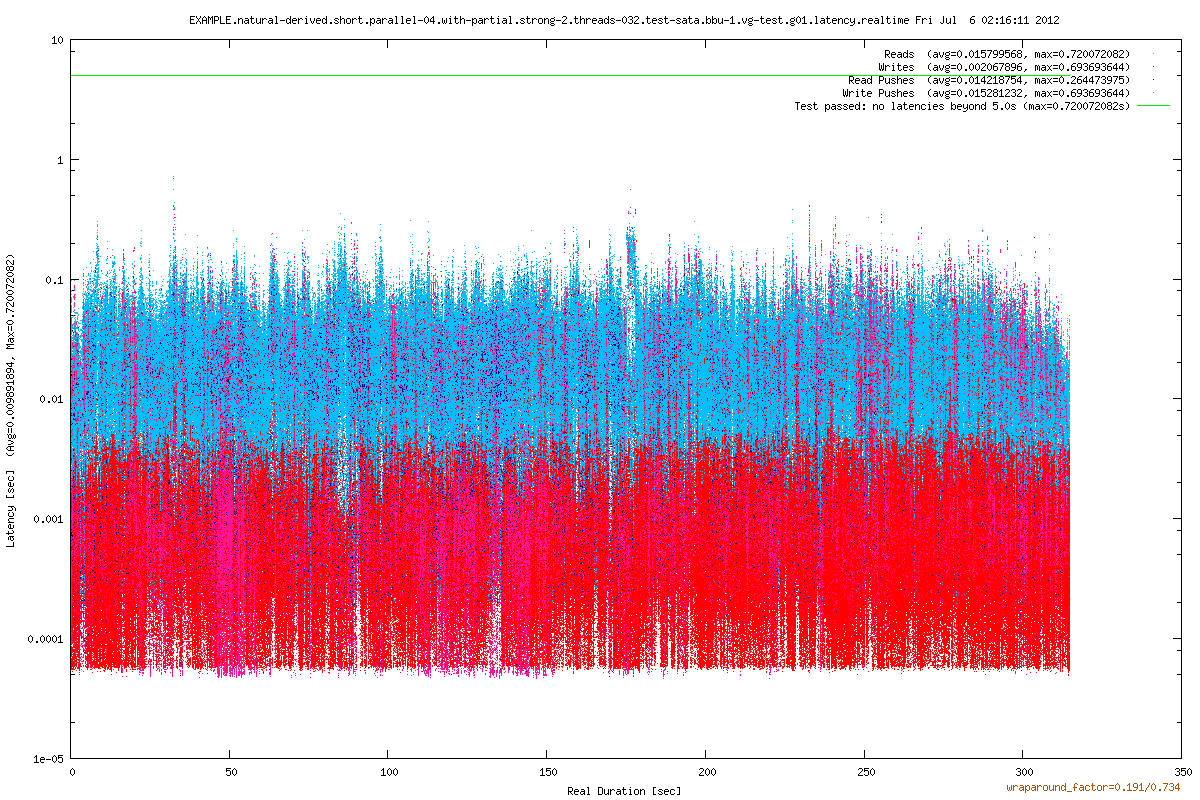 EXAMPLE.natural-derived.short.parallel-04.with-partial.strong-2.threads-032.test-sata.bbu-1.vg-test.g01.latency.realtime Fri Jul  6 02:16:11 2012
Reads  (avg=0.015799568, max=0.720072082)
Writes  (avg=0.002067896, max=0.693693644)
Read Pushes  (avg=0.014218754, max=0.264473975)
Write Pushes  (avg=0.015281232, max=0.693693644)
Test passed: no latencies beyond 5.0s (max=0.720072082s)
10
1
0.1
0.01
0.001
0.0001
1e-05
Latency [sec]  (Avg=0.009891894, Max=0.720072082)
0 50 100 150 200 250 300 350
Real Duration [sec]
wraparound_factor=0.191/0.734